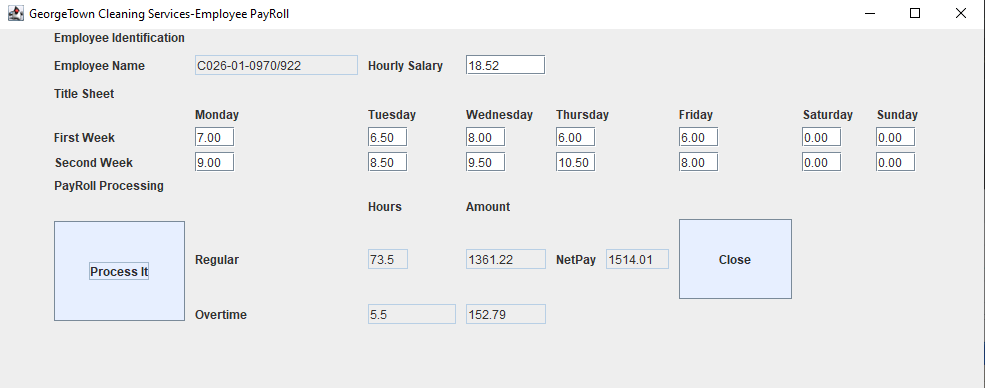 GeorgeTown Cleaning Services-Employee PayRoll
Employee Identification
Employee Name C026-01-0970/922 Hourly Salary 18.52
Title Sheet
Monday Tuesday Wednesday Thursday Friday Saturday Sunday
First Week 7.00 6.50 8.00 6.00 6.00 0.00 0.00
Second Week 9.00 8.50 9.50 10.50 8.00 0.00 0.00
PayRoll Processing
Hours Amount
Process It Regular 73.5 1361.22 NetPay 1514.01 Close
Overtime 5.5 152.79